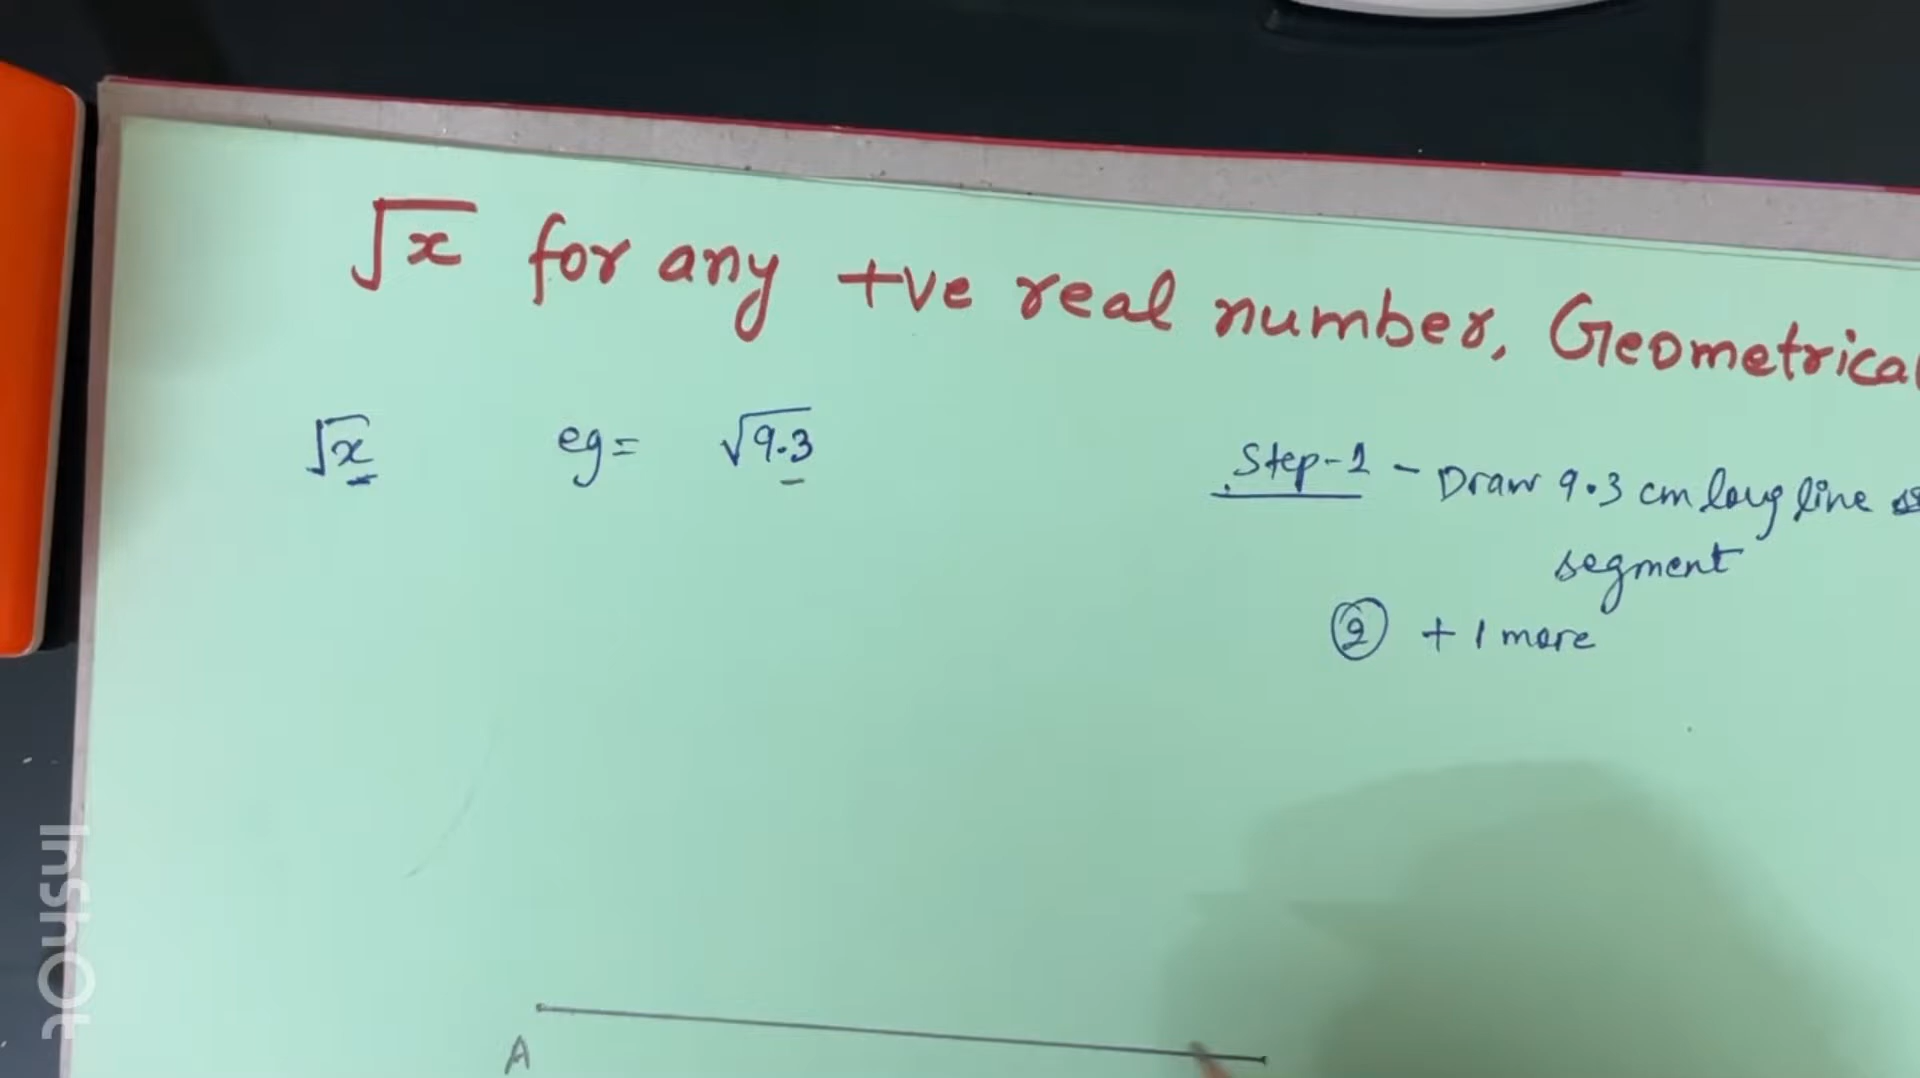 √x for any +ve real number, Geometrical
√x eg= √9.3
Step-1 - Draw 9.3 cm long line
segment
② + 1 more
A
InShOt